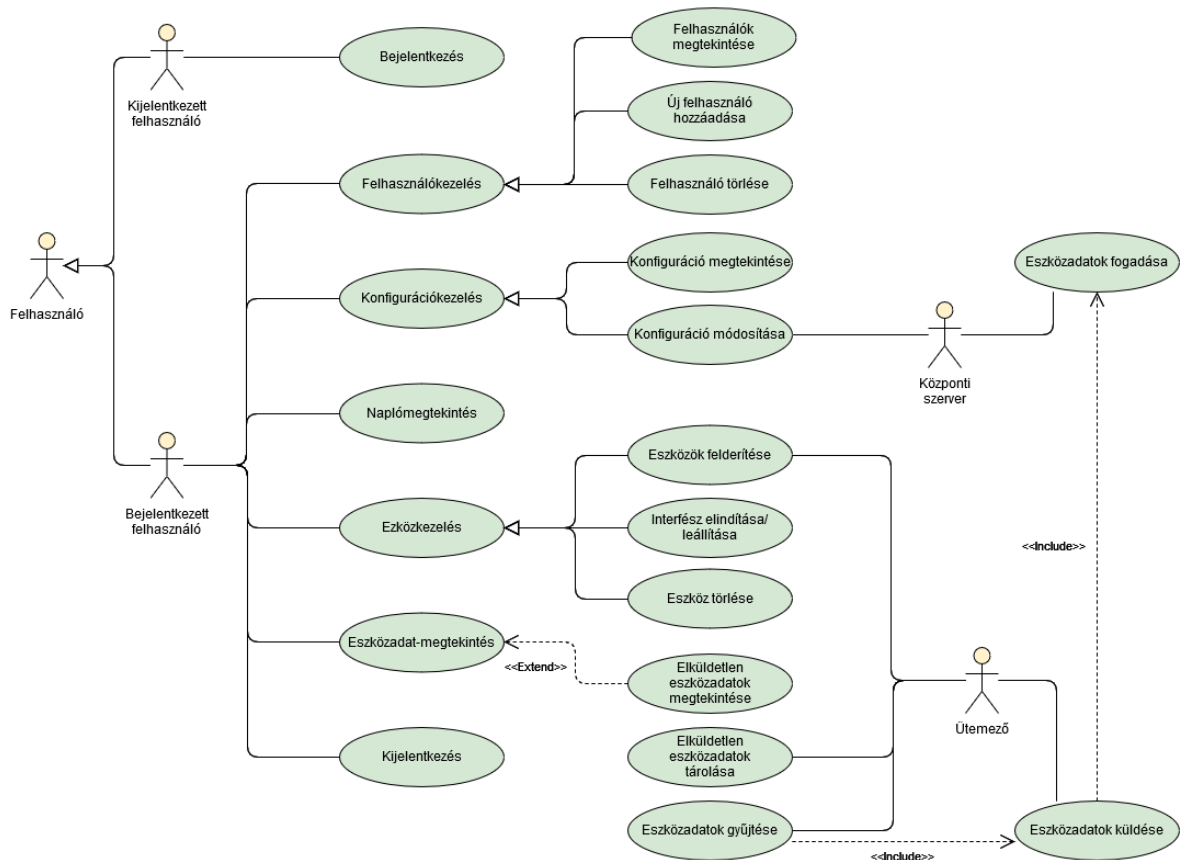 Felhasználók
megtekintése
Bejelentkezés
Kijelentkezett
felhasználó
Új felhasználó
hozzáadása
Felhasználókezelés
Felhasználó törlése
Felhasználó
Konfiguráció megtekintése
Eszközadatok fogadása
Konfigurációkezelés
Konfiguráció módosítása
Központi
szerver
Naplómegtekintés
Bejelentkezett
felhasználó
Eszközök felderítése
Ezközkezelés
Interfész elindítása/
leállítása
<<Include>>
Eszköz törlése
Eszközadat-megtekintés
<<Extend>>
Elküldetlen
eszközadatok
megtekintése
Ütemező
Kijelentkezés
Elküldetlen
eszközadatok
tárolása
Eszközadatok gyűjtése
Eszközadatok küldése
<<Include>>